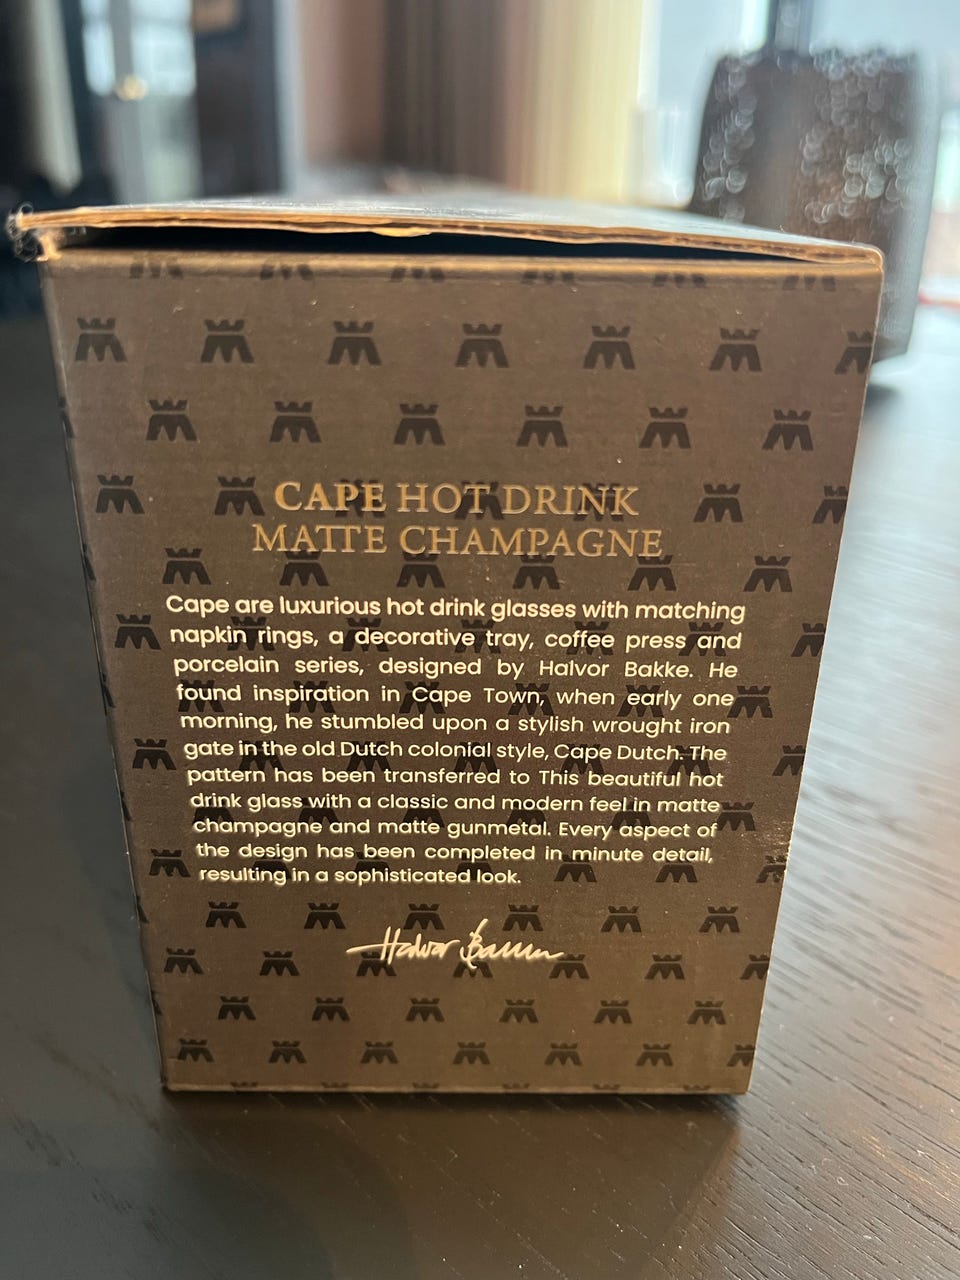 CAPE HOT DRINK
MATTE CHAMPAGNE
Cape are luxurious hot drink glasses with matching
napkin rings, a decorative tray, coffee press and
porcelain series, designed by Halvor Bakke. He
found inspiration in Cape Town, when early one
morning, he stumbled upon a stylish wrought iron
gate in the old Dutch colonial style, Cape Dutch. The
pattern has been transferred to This beautiful hot
drink glass with a classic and modern feel in matte
champagne and matte gunmetal. Every aspect of
the design has been completed in minute detail,
resulting in a sophisticated look.
Halvor Bakke